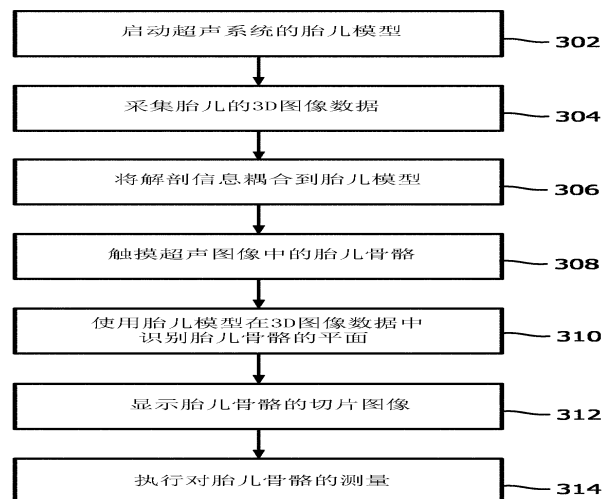 启动超声系统的胎儿模型
302
采集胎儿的3D图像数据
304
将解剖信息耦合到胎儿模型
306
触摸超声图像中的胎儿骨骼
308
使用胎儿模型在3D图像数据中
识别胎儿骨骼的平面
310
显示胎儿骨骼的切片图像
312
执行对胎儿骨骼的测量
314